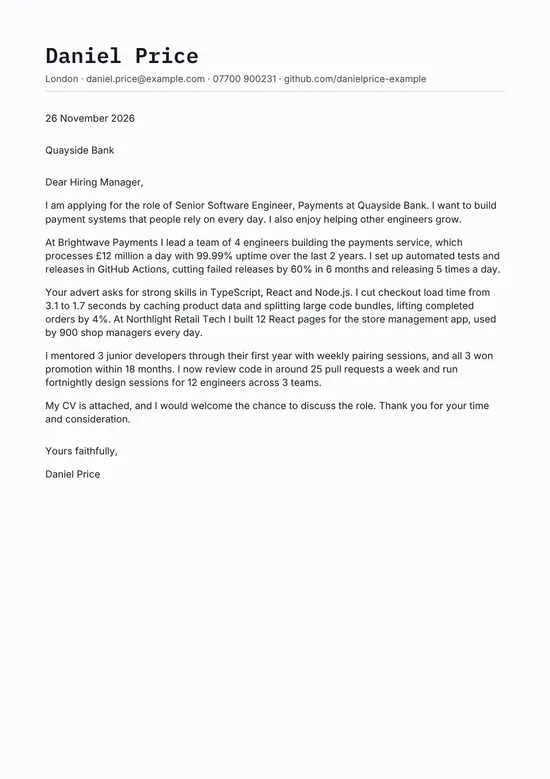 Daniel Price
London · daniel.price@example.com · 07700 900231 · github.com/danielprice-example
26 November 2026
Quayside Bank
Dear Hiring Manager,
I am applying for the role of Senior Software Engineer, Payments at Quayside Bank. I want to build
payment systems that people rely on every day. I also enjoy helping other engineers grow.
At Brightwave Payments I lead a team of 4 engineers building the payments service, which
processes £12 million a day with 99.99% uptime over the last 2 years. I set up automated tests and
releases in GitHub Actions, cutting failed releases by 60% in 6 months and releasing 5 times a day.
Your advert asks for strong skills in TypeScript, React and Node.js. I cut checkout load time from
3.1 to 1.7 seconds by caching product data and splitting large code bundles, lifting completed
orders by 4%. At Northlight Retail Tech I built 12 React pages for the store management app, used
by 900 shop managers every day.
I mentored 3 junior developers through their first year with weekly pairing sessions, and all 3 won
promotion within 18 months. I now review code in around 25 pull requests a week and run
fortnightly design sessions for 12 engineers across 3 teams.
My CV is attached, and I would welcome the chance to discuss the role. Thank you for your time
and consideration.
Yours faithfully,
Daniel Price